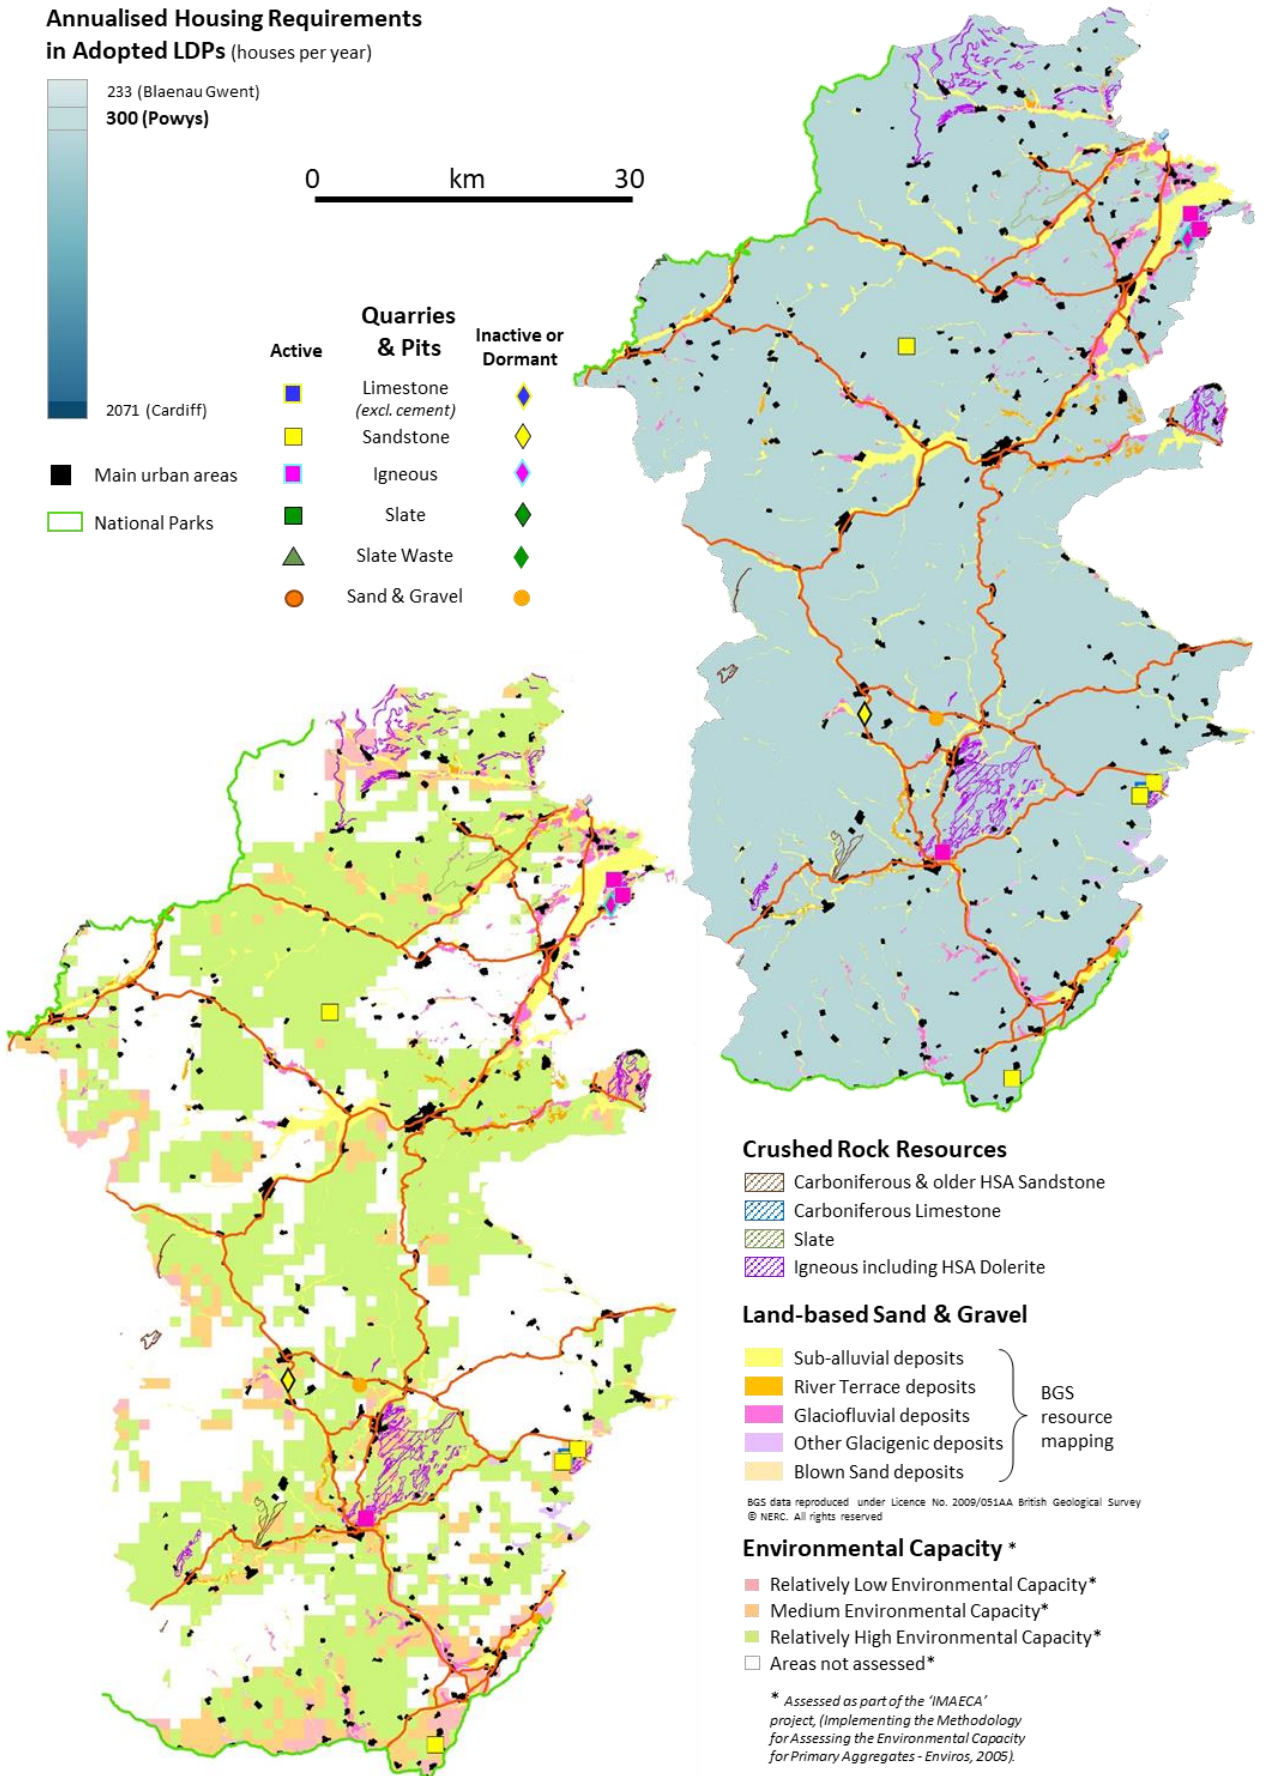 Annualised Housing Requirements
in Adopted LDPs (houses per year)
233 (Blaenau Gwent)
300 (Powys)
2071 (Cardiff)
0 km 30
Main urban areas
National Parks
Active
Quarries
& Pits
Inactive or
Dormant
Limestone
(excl. cement)
Sandstone
Igneous
Slate
Slate Waste
Sand & Gravel
Crushed Rock Resources
Carboniferous & older HSA Sandstone
Carboniferous Limestone
Slate
Igneous including HSA Dolerite
Land-based Sand & Gravel
Sub-alluvial deposits
River Terrace deposits
Glaciofluvial deposits
Other Glacigenic deposits
Blown Sand deposits
BGS
resource
mapping
BGS data reproduced under Licence No. 2009/051AA British Geological Survey
© NERC. All rights reserved
Environmental Capacity *
Relatively Low Environmental Capacity*
Medium Environmental Capacity*
Relatively High Environmental Capacity*
Areas not assessed*
* Assessed as part of the ‘IMAECA’
project, (Implementing the Methodology
for Assessing the Environmental Capacity
for Primary Aggregates - Enviros, 2005).